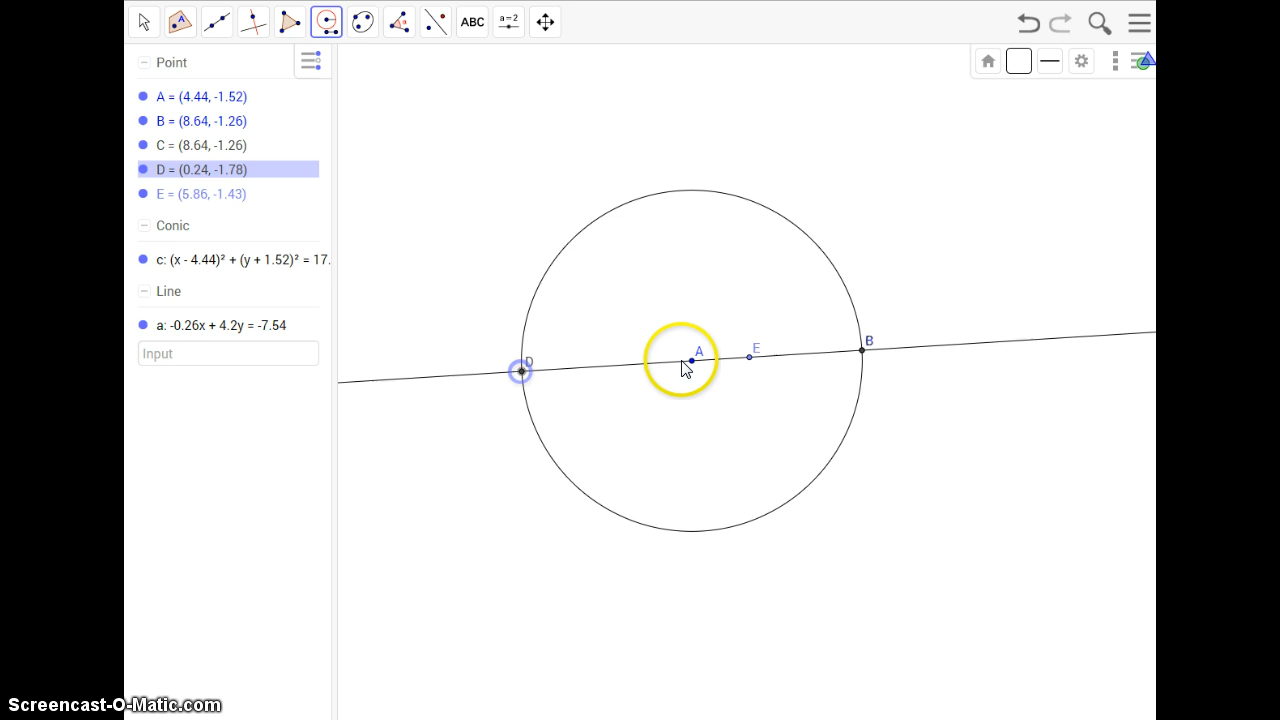 ABC
a=2
Point
A = (4.44, -1.52)
B = (8.64, -1.26)
C = (8.64, -1.26)
D = (0.24, -1.78)
E = (5.86, -1.43)
Conic
c: (x - 4.44)² + (y + 1.52)² = 17.
Line
a: -0.26x + 4.2y = -7.54
Input
D
A
E
B
Screencast-O-Matic.com